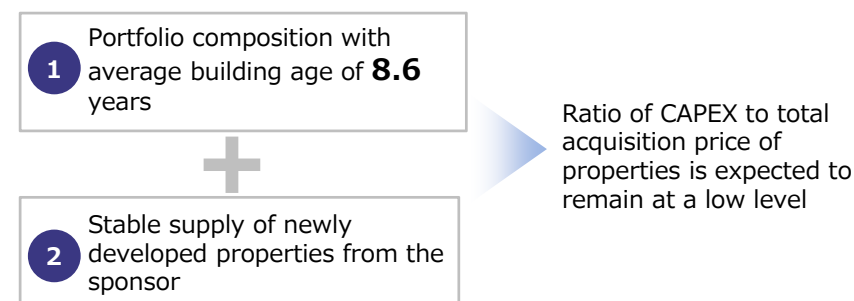 1
Portfolio composition with
average building age of 8.6
years
+
2
Stable supply of newly
developed properties from the
sponsor
Ratio of CAPEX to total
acquisition price of
properties is expected to
remain at a low level